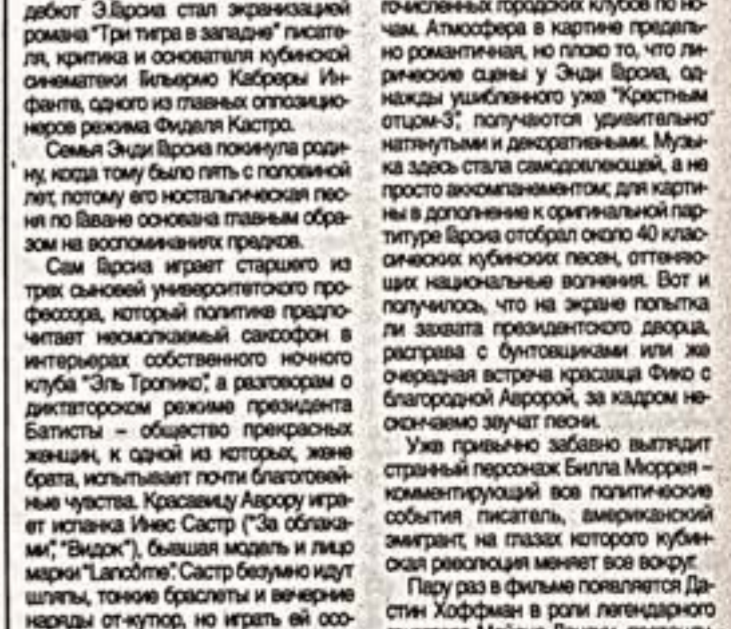 дебют Э.Гарсиа стал экранизацией
романа "Три тигра в западне" писате-
ля, критика и основателя кубинской
синематеки Гильермо Кабреры Ин-
фанте, одного из главных оппозицио-
неров режима Фиделя Кастро.
Семья Энди Гарсиа покинула роди-
ну, когда тому было пять с половиной
лет, потому его ностальгическая пес-
ня по Гаване основана главным обра-
зом на воспоминаниях предков.
Сам Гарсиа играет старшего из
трех сыновей университетского про-
фессора, который политике предпо-
читает несмолкаемый саксофон в
интерьерах собственного ночного
клуба "Эль Тропико", а разговорам о
диктаторском режиме президента
Батисты – общество прекрасных
женщин, к одной из которых, жене
брата, испытывает почти благоговей-
ные чувства. Красавицу Аврору игра-
ет испанка Инес Састр ("За облака-
ми", "Видок"), бывшая модель и лицо
марки "Lancôme". Састр безумно идут
шляпы, тонкие браслеты и вечерние
наряды от-кутюр, но играть ей осо-
гочисленных городских клубов по но-
чам. Атмосфера в картине предель-
но романтичная, но плохо то, что ли-
рические сцены у Энди Гарсиа, од-
нажды ушибленного уже "Крестным
отцом-3", получаются удивительно
натянутыми и декоративными. Музы-
ка здесь стала самодовлеющей, а не
просто аккомпанементом; для карти-
ны в дополнение к оригинальной пар-
титуре Гарсиа отобрал около 40 клас-
сических кубинских песен, оттеняю-
щих национальные волнения. Вот и
получилось, что на экране попытка
ли захвата президентского дворца,
расправа с бунтовщиками или же
очередная встреча красавца Фико с
благородной Авророй, за кадром не-
скончаемо звучат песни.
Уже привычно забавно выглядит
странный персонаж Билла Мюррея –
комментирующий все политические
события писатель, американский
эмигрант, на глазах которого кубин-
ская революция меняет все вокруг.
Пару раз в фильме появляется Да-
стин Хоффман в роли легендарного